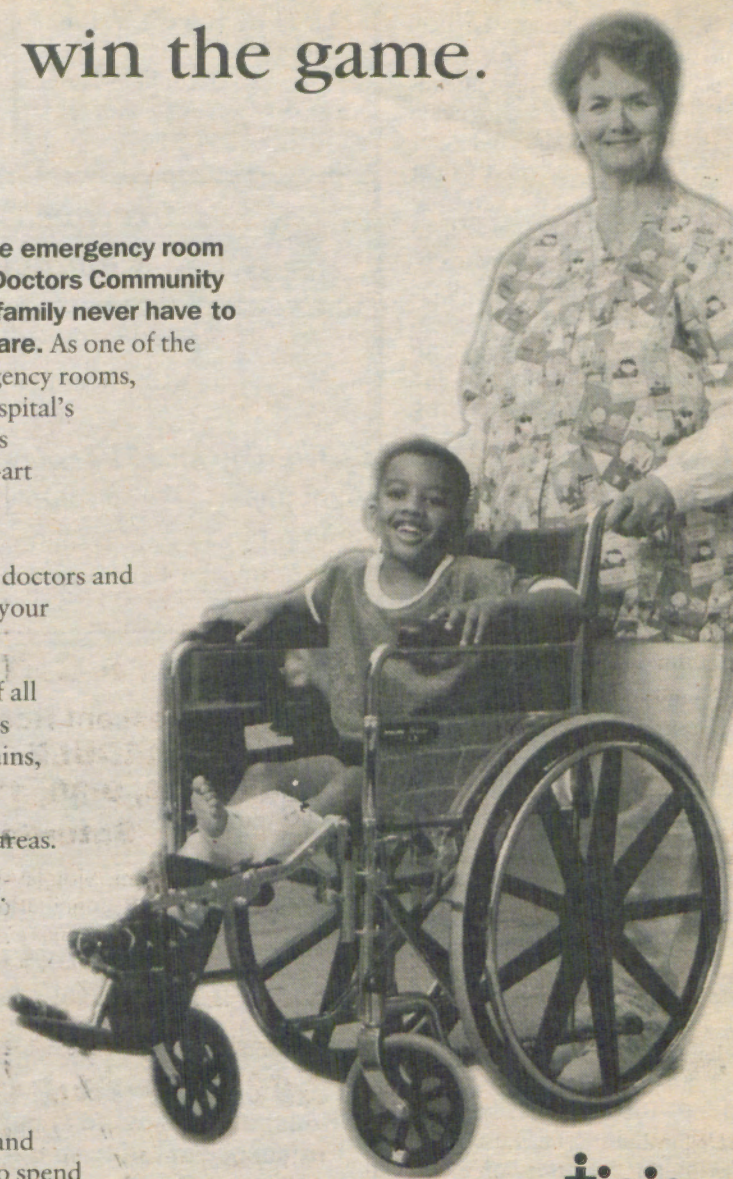 win the game.
e emergency room
Doctors Community
family never have to
are. As one of the
gency rooms,
spital's
s
art
doctors and
your
f all
s
ins,
areas.
.
and
o spend